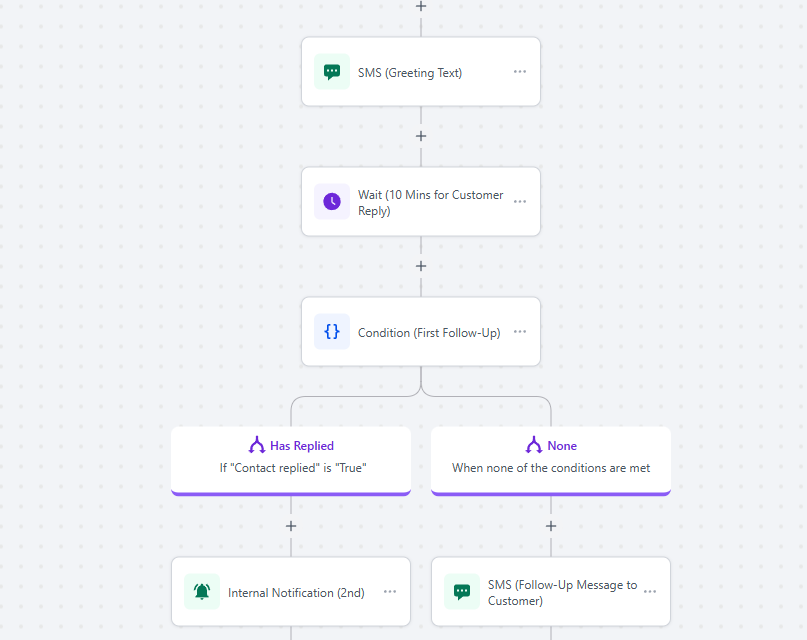 SMS (Greeting Text)
Wait (10 Mins for Customer
Reply)
Condition (First Follow-Up)
Has Replied
If "Contact replied" is "True"
None
When none of the conditions are met
Internal Notification (2nd)
SMS (Follow-Up Message to
Customer)